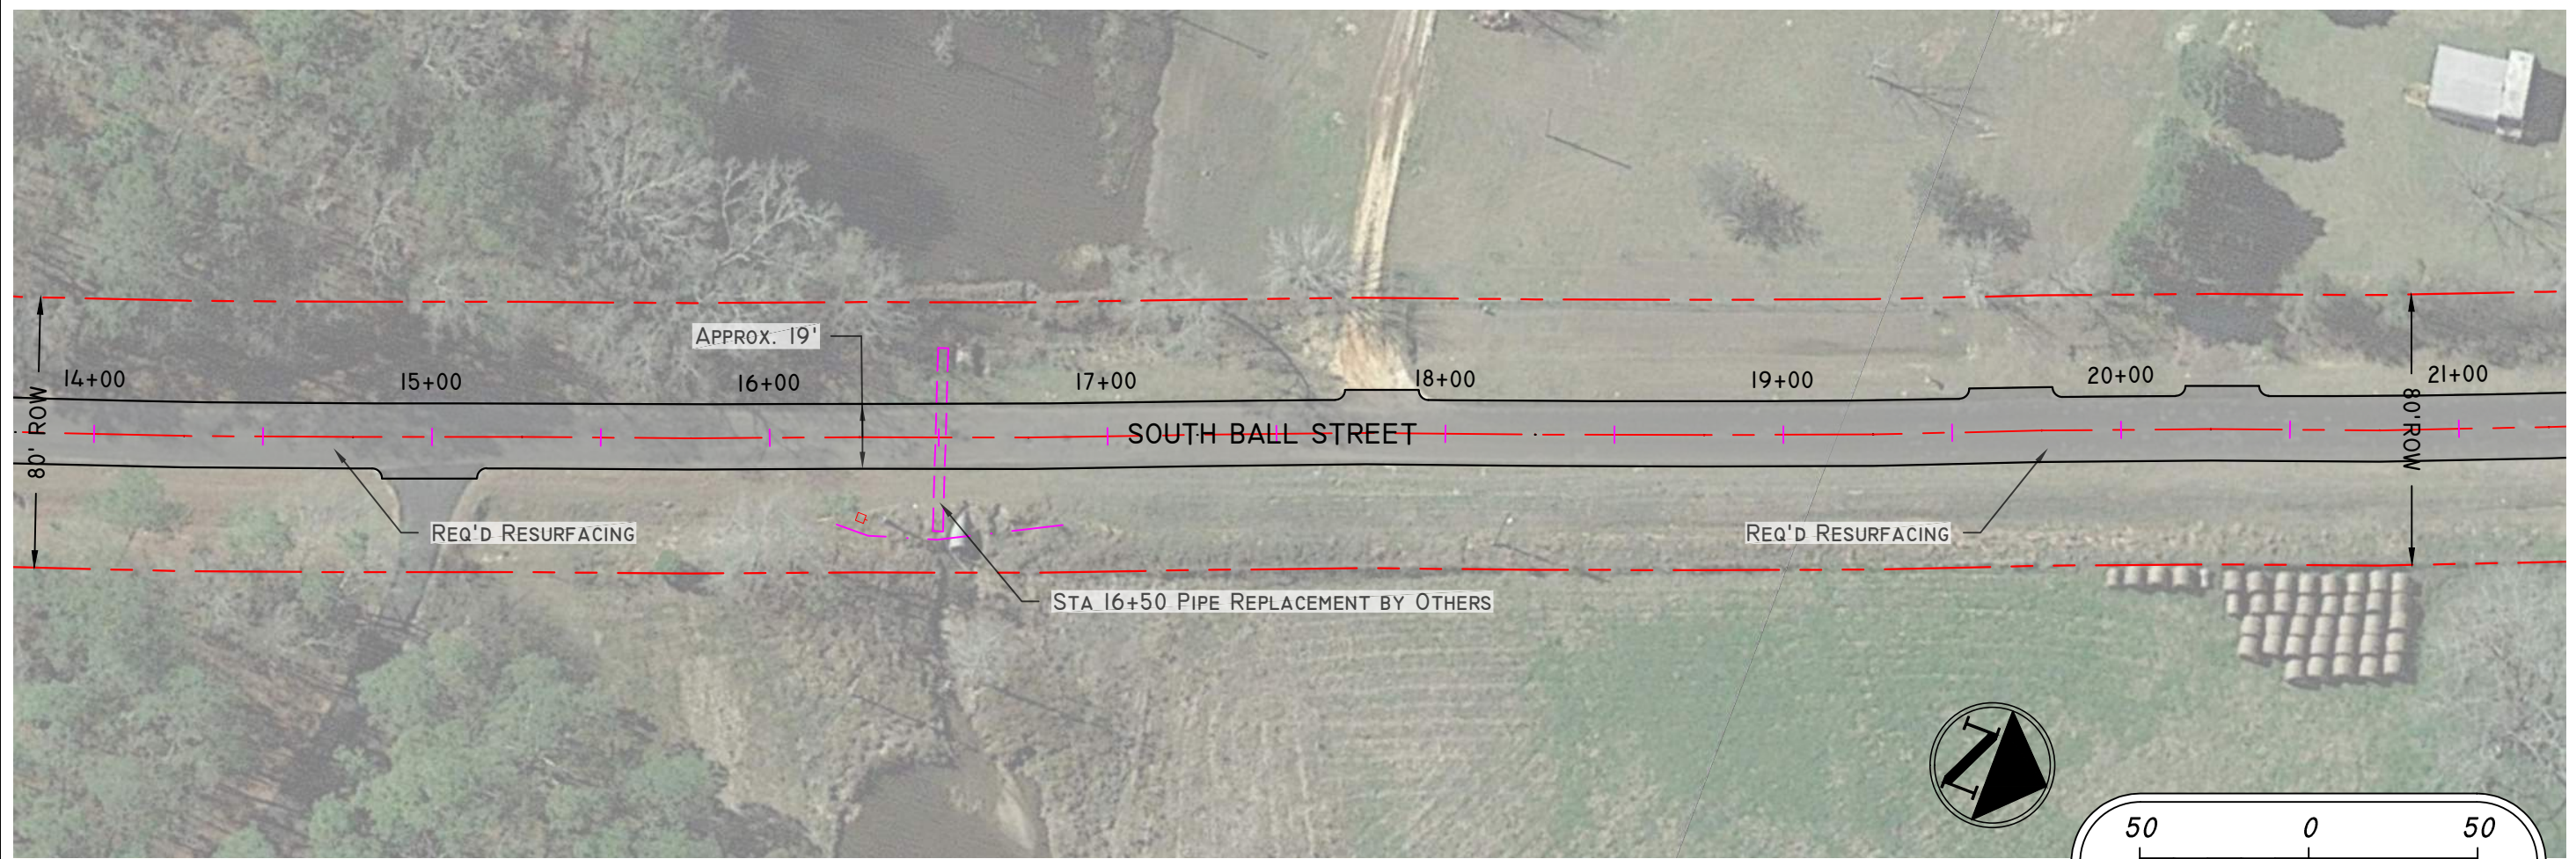 APPROX. 19'
14+00
15+00
16+00
17+00
18+00
19+00
20+00
21+00
80' ROW
SOUTH BALL STREET
80' ROW
REQ'D RESURFACING
REQ'D RESURFACING
STA 16+50 PIPE REPLACEMENT BY OTHERS
N
50 0 50